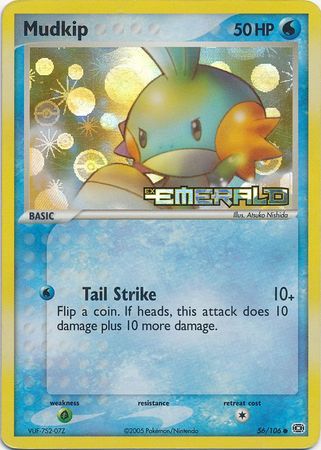 Mudkip
50 HP
EX
EMERALD
Illus. Atsuko Nishida
BASIC
Tail Strike 10+
Flip a coin. If heads, this attack does 10
damage plus 10 more damage.
weakness resistance retreat cost
VUF-752-07Z
©2005 Pokémon/Nintendo
56/106